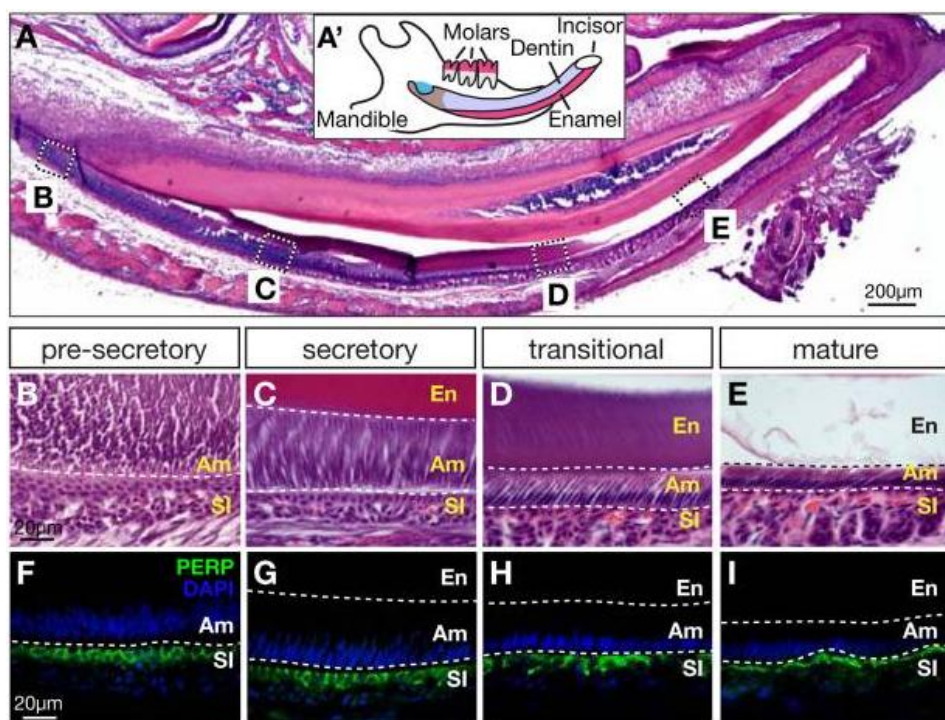 A
A'
Molars
Incisor
Dentin
Mandible
Enamel
B
C
D
E
200µm
pre-secretory
secretory
transitional
mature
B
Am
SI
20µm
C
En
Am
SI
D
En
Am
SI
E
En
Am
SI
F
PERP
DAPI
Am
SI
20µm
G
En
Am
SI
H
En
Am
SI
I
En
Am
SI